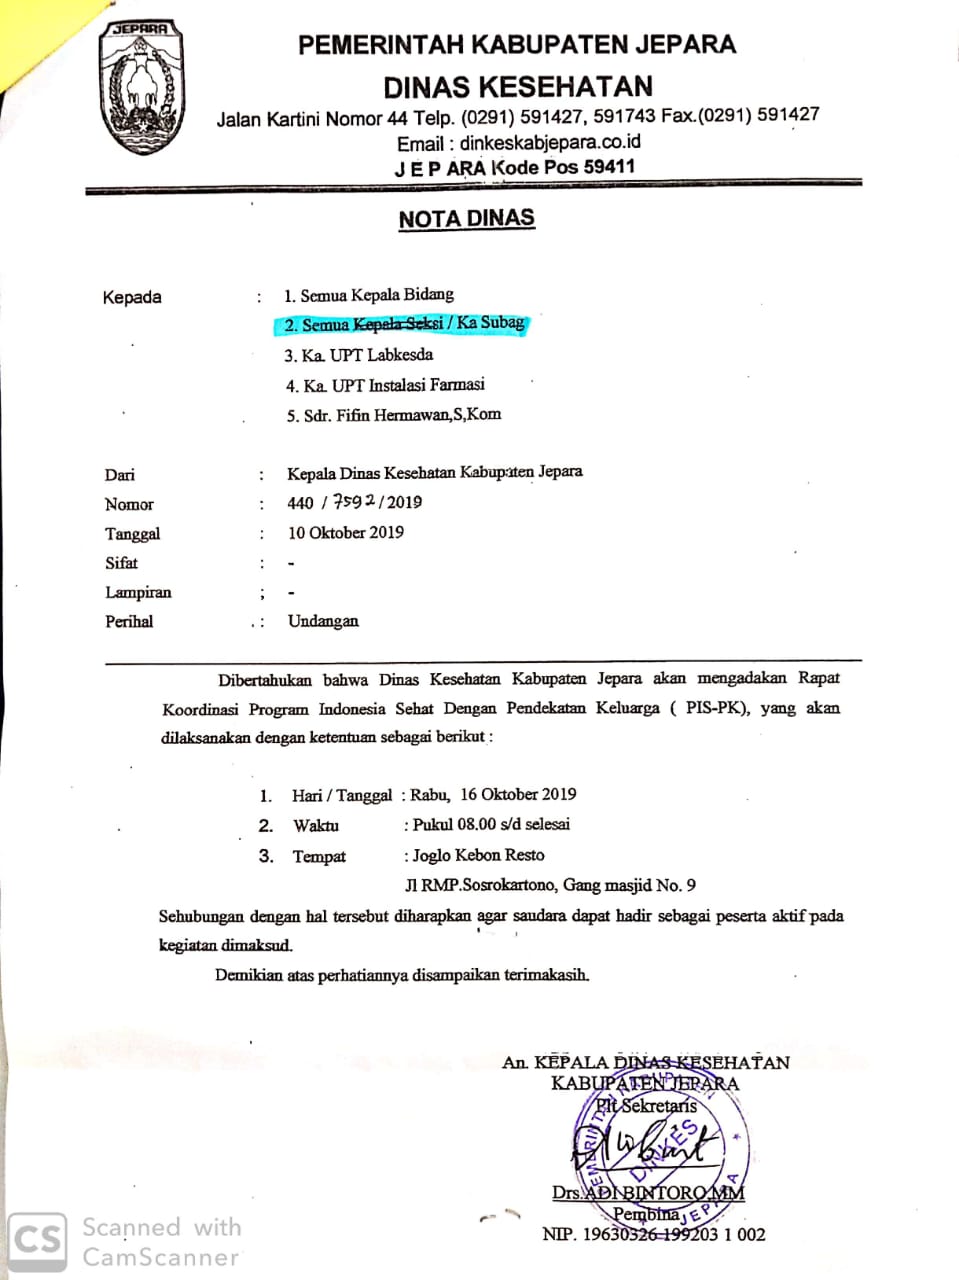 JEPARA
PEMERINTAH KABUPATEN JEPARA
DINAS KESEHATAN
Jalan Kartini Nomor 44 Telp. (0291) 591427, 591743 Fax.(0291) 591427
Email : dinkeskabjepara.co.id
J E P ARA Kode Pos 59411
NOTA DINAS
Kepada : 1. Semua Kepala Bidang
2. Semua Kepala Seksi / Ka Subag
3. Ka. UPT Labkesda
4. Ka. UPT Instalasi Farmasi
5. Sdr. Fifin Hermawan,S,Kom
Dari : Kepala Dinas Kesehatan Kabupaten Jepara
Nomor : 440 / 7592 / 2019
Tanggal : 10 Oktober 2019
Sifat : -
Lampiran ; -
Perihal . : Undangan
Dibertahukan bahwa Dinas Kesehatan Kabupaten Jepara akan mengadakan Rapat
Koordinasi Program Indonesia Sehat Dengan Pendekatan Keluarga ( PIS-PK), yang akan
dilaksanakan dengan ketentuan sebagai berikut :
1. Hari / Tanggal : Rabu, 16 Oktober 2019
2. Waktu : Pukul 08.00 s/d selesai
3. Tempat : Joglo Kebon Resto
Jl RMP.Sosrokartono, Gang masjid No. 9
Sehubungan dengan hal tersebut diharapkan agar saudara dapat hadir sebagai peserta aktif pada
kegiatan dimaksud.
Demikian atas perhatiannya disampaikan terimakasih.
An. KEPALA DINAS KESEHATAN
KABUPATEN JEPARA
Plt Sekretaris
PEMERINTAH KABUPATEN
DINKES
JEPARA
Drs.ADI BINTORO,MM
Pembina
NIP. 19630326 199203 1 002
CS Scanned with
CamScanner